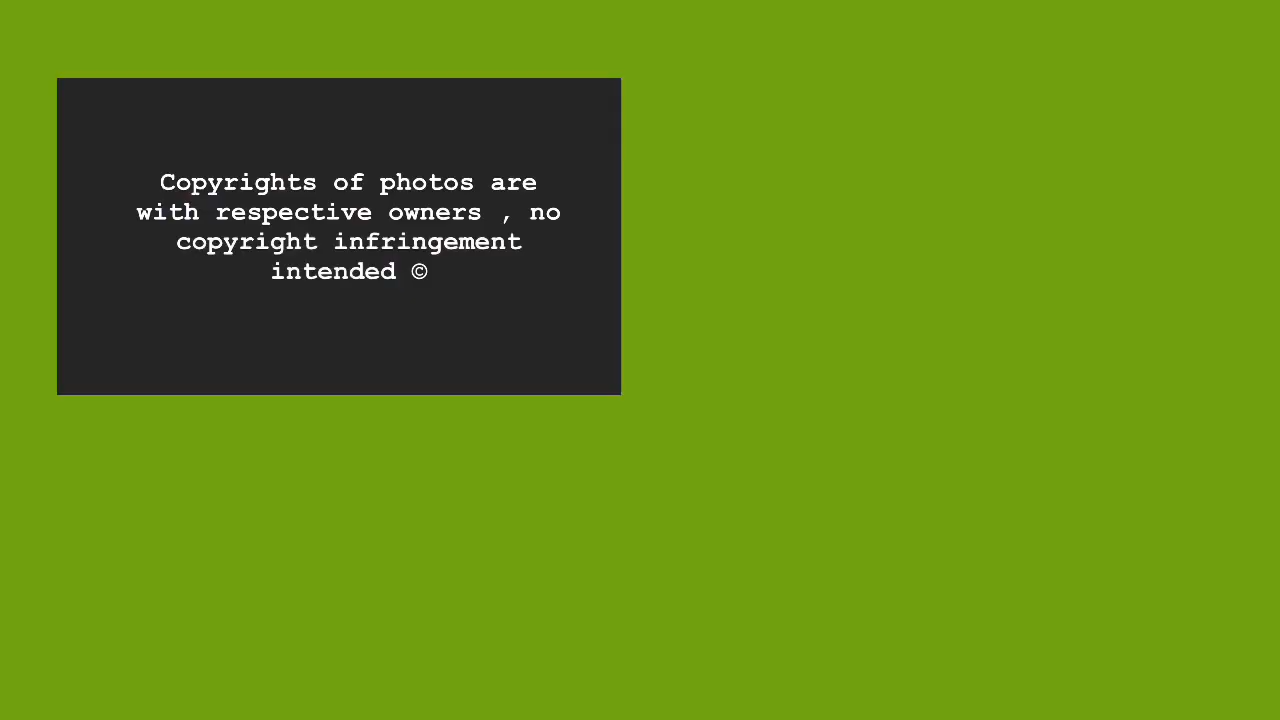 Copyrights of photos are
with respective owners , no
copyright infringement
intended ©